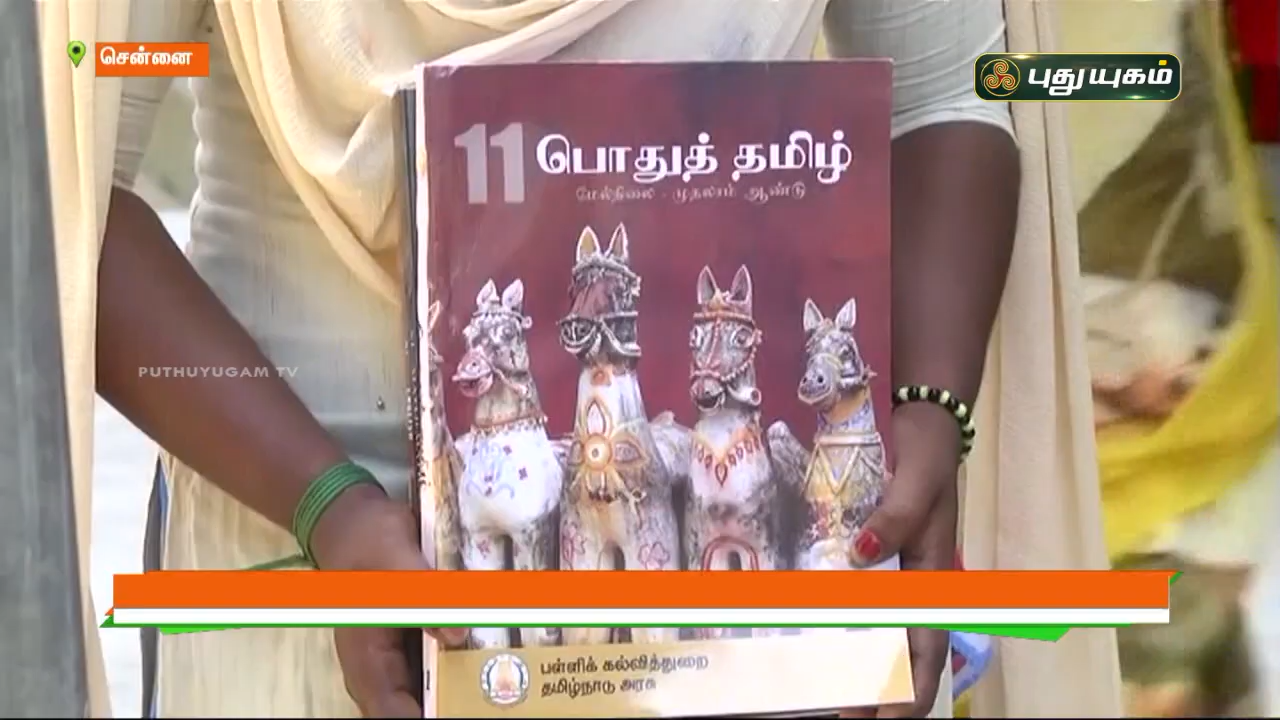 சென்னை
புதுயுகம்
11 பொதுத் தமிழ்
மேல்நிலை - முதலாம் ஆண்டு
PUTHUYUGAM TV
பள்ளிக் கல்வித்துறை
தமிழ்நாடு அரசு